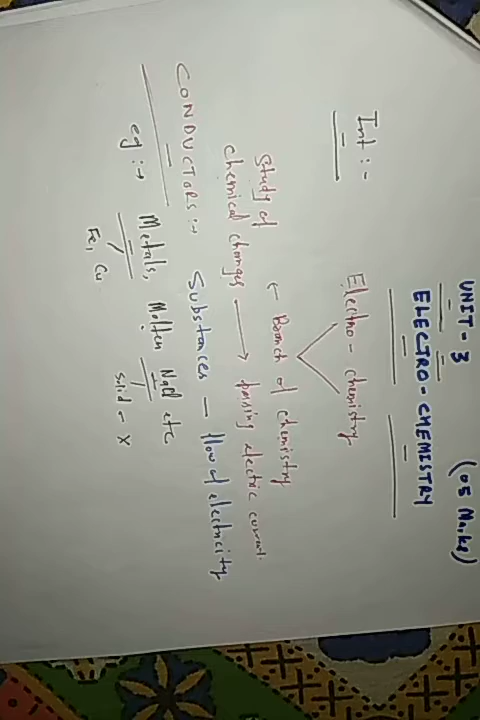 UNIT - 3 (05 Marks)
ELECTRO - CHEMISTRY
Int :-
Electro - chemistry
← Branch of chemistry
Study of
chemical changes → passing electric current.
CONDUCTORS :→ Substances — flow of electricity
eg :→ Metals, Molten NaCl etc
Fe, Cu solid - X